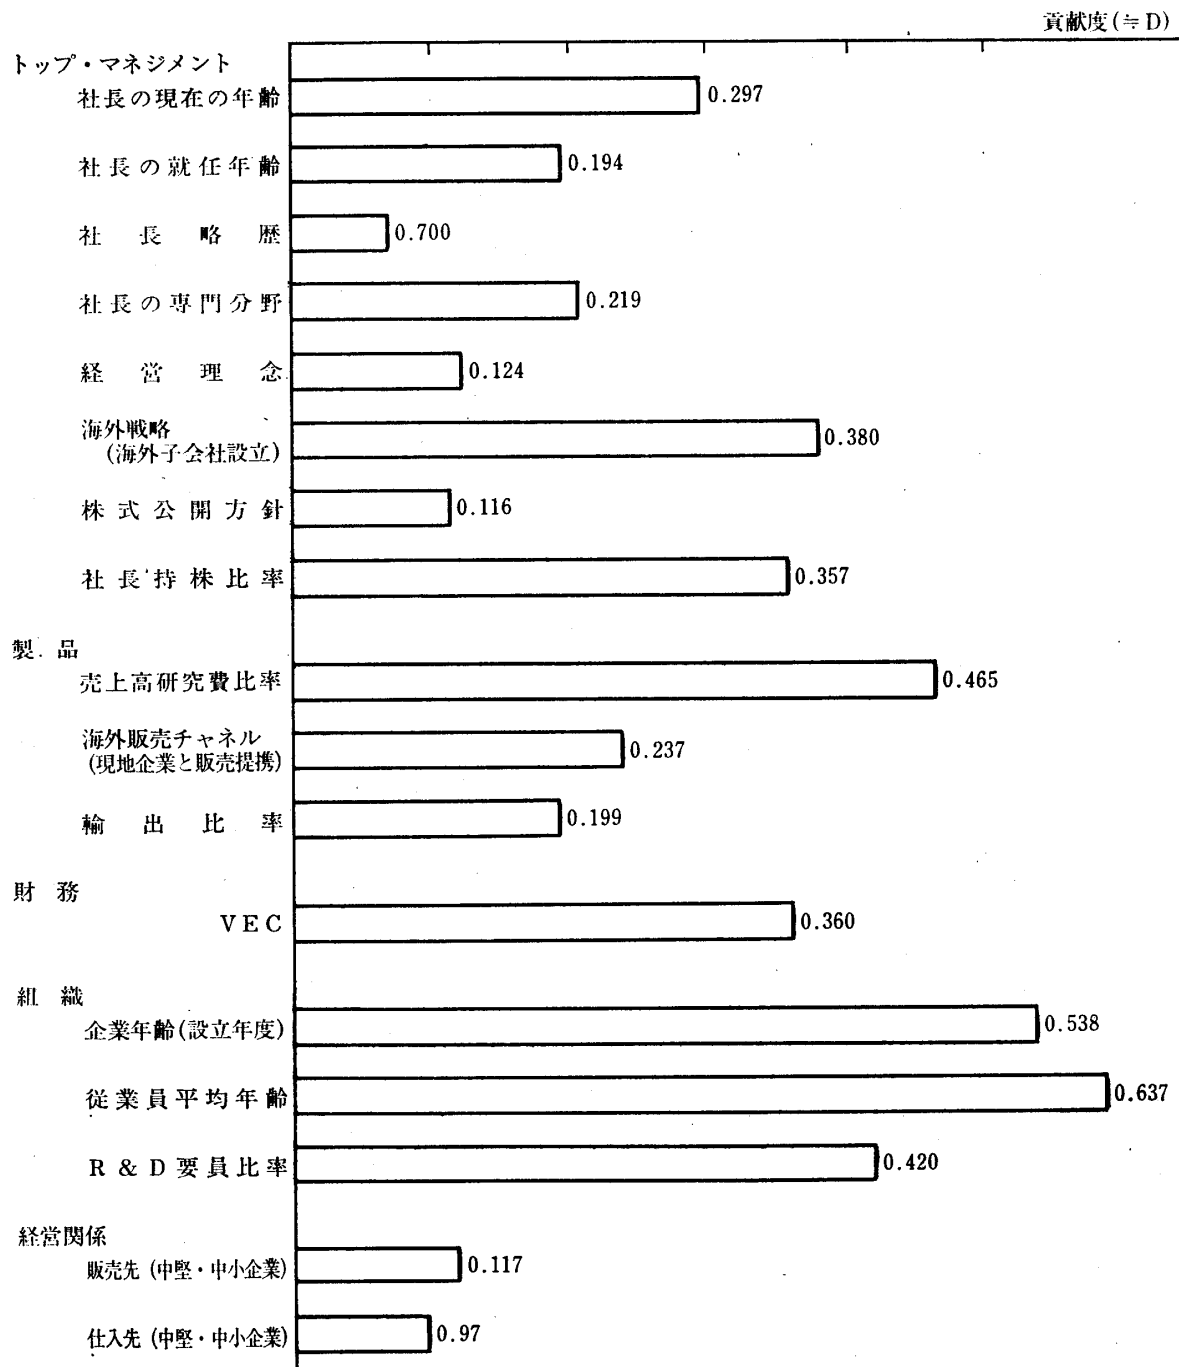 貢献度(≒D)
トップ・マネジメント
社長の現在の年齢 0.297
社長の就任年齢 0.194
社長略歴 0.700
社長の専門分野 0.219
経営理念 0.124
海外戦略
(海外子会社設立) 0.380
株式公開方針 0.116
社長持株比率 0.357
製品
売上高研究費比率 0.465
海外販売チャネル
(現地企業と販売提携) 0.237
輸出比率 0.199
財務
VEC 0.360
組織
企業年齢(設立年度) 0.538
従業員平均年齢 0.637
R&D要員比率 0.420
経営関係
販売先(中堅・中小企業) 0.117
仕入先(中堅・中小企業) 0.97